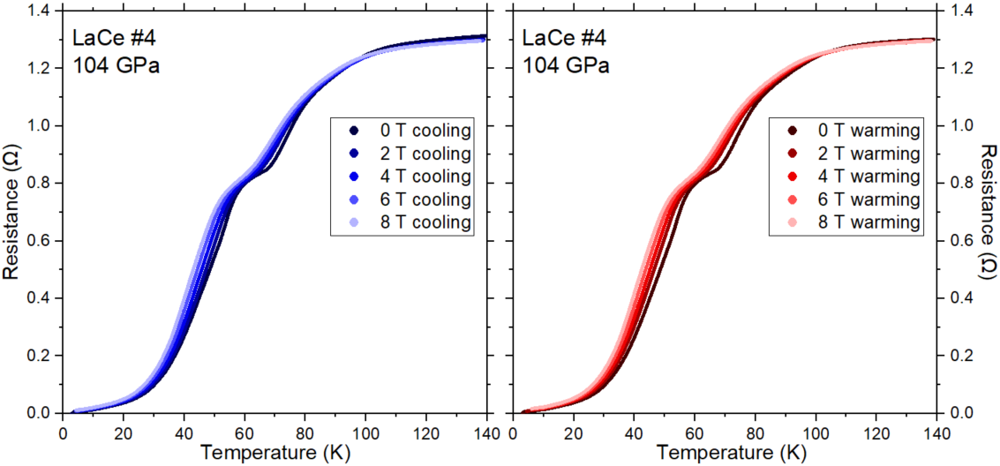 LaCe #4
104 GPa
0 T cooling
2 T cooling
4 T cooling
6 T cooling
8 T cooling
Resistance (Ω)
1.4
1.2
1.0
0.8
0.6
0.4
0.2
0.0
0 20 40 60 80 100 120 140
Temperature (K)
LaCe #4
104 GPa
0 T warming
2 T warming
4 T warming
6 T warming
8 T warming
1.4
1.2
1.0
0.8
0.6
0.4
0.2
0.0
Resistance (Ω)
0 20 40 60 80 100 120 140
Temperature (K)